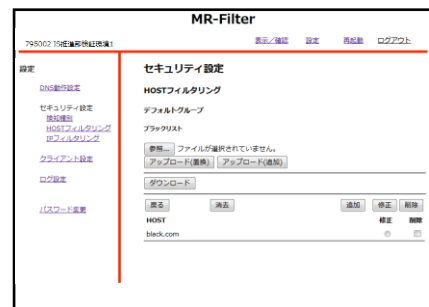 MR-Filter
795002 IS推進部検証環境1
表示/確認 設定 再起動 ログアウト
設定
DNS動作設定
セキュリティ設定
検知種別
HOSTフィルタリング
IPフィルタリング
クライアント設定
ログ設定
パスワード変更
セキュリティ設定
HOSTフィルタリング
デフォルトグループ
ブラックリスト
参照... ファイルが選択されていません。
アップロード(置換) アップロード(追加)
ダウンロード
戻る 消去 追加 修正 削除
HOST 修正 削除
black.com